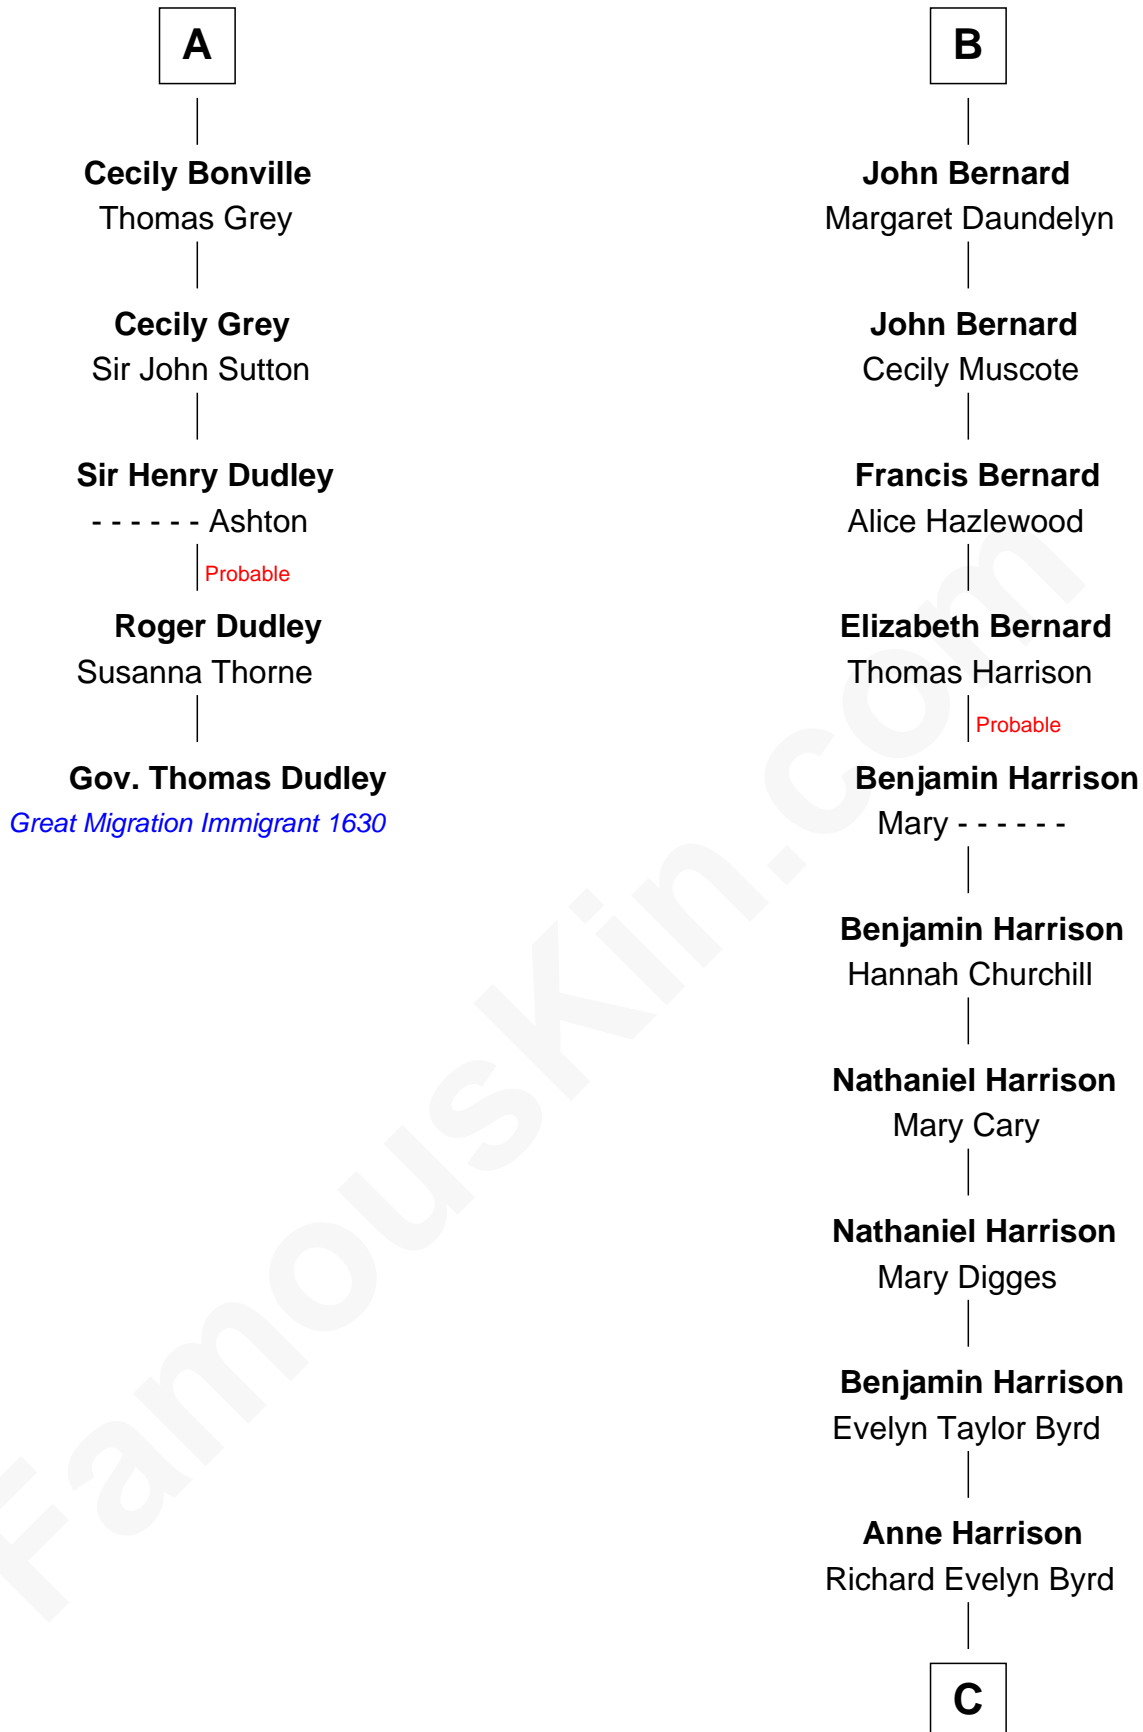 A
Cecily Bonville
Thomas Grey
Cecily Grey
Sir John Sutton
Sir Henry Dudley
- - - - - - Ashton
Probable
Roger Dudley
Susanna Thorne
Gov. Thomas Dudley
Great Migration Immigrant 1630
B
John Bernard
Margaret Daundelyn
John Bernard
Cecily Muscote
Francis Bernard
Alice Hazlewood
Elizabeth Bernard
Thomas Harrison
Probable
Benjamin Harrison
Mary - - - - - -
Benjamin Harrison
Hannah Churchill
Nathaniel Harrison
Mary Cary
Nathaniel Harrison
Mary Digges
Benjamin Harrison
Evelyn Taylor Byrd
Anne Harrison
Richard Evelyn Byrd
C
FamousKin.com